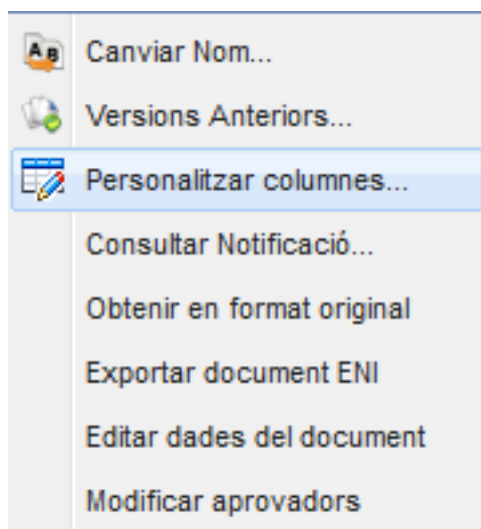 Canviar Nom...
Versions Anteriors...
Personalitzar columnes...
Consultar Notificació...
Obtenir en format original
Exportar document ENI
Editar dades del document
Modificar aprovadors